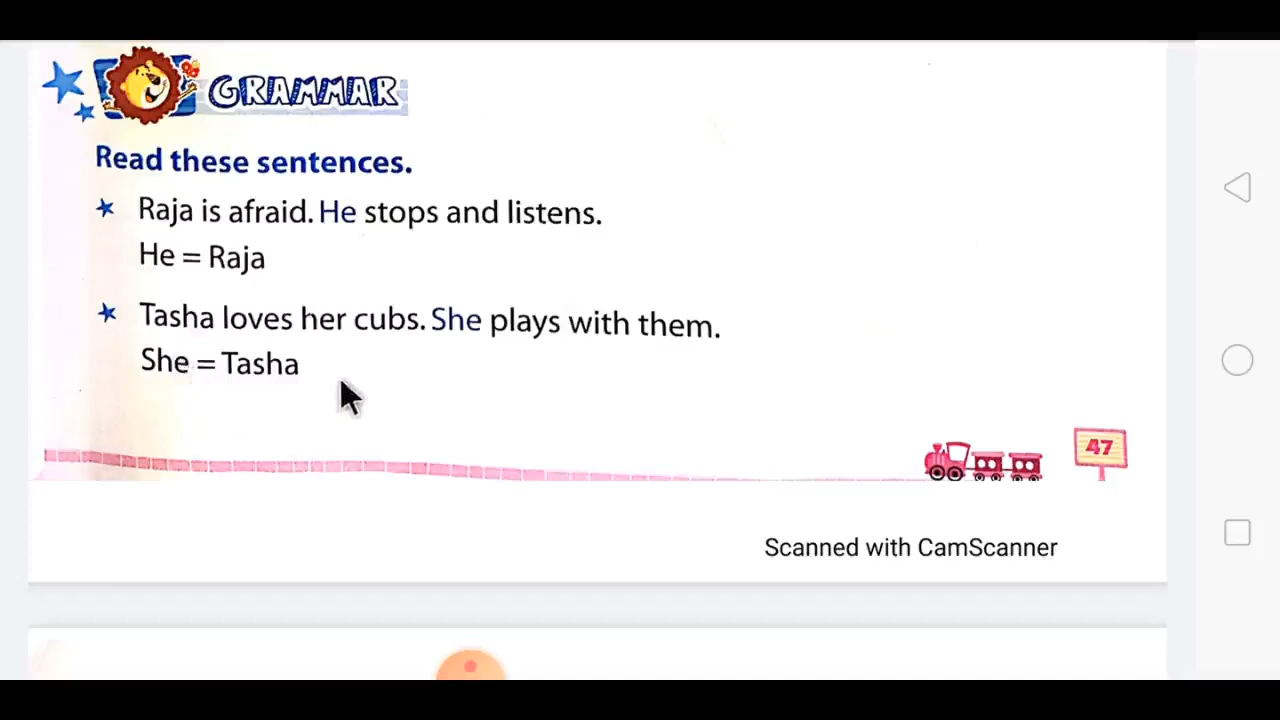 GRAMMAR
Read these sentences.
Raja is afraid. He stops and listens.
He = Raja
Tasha loves her cubs. She plays with them.
She = Tasha
47
Scanned with CamScanner